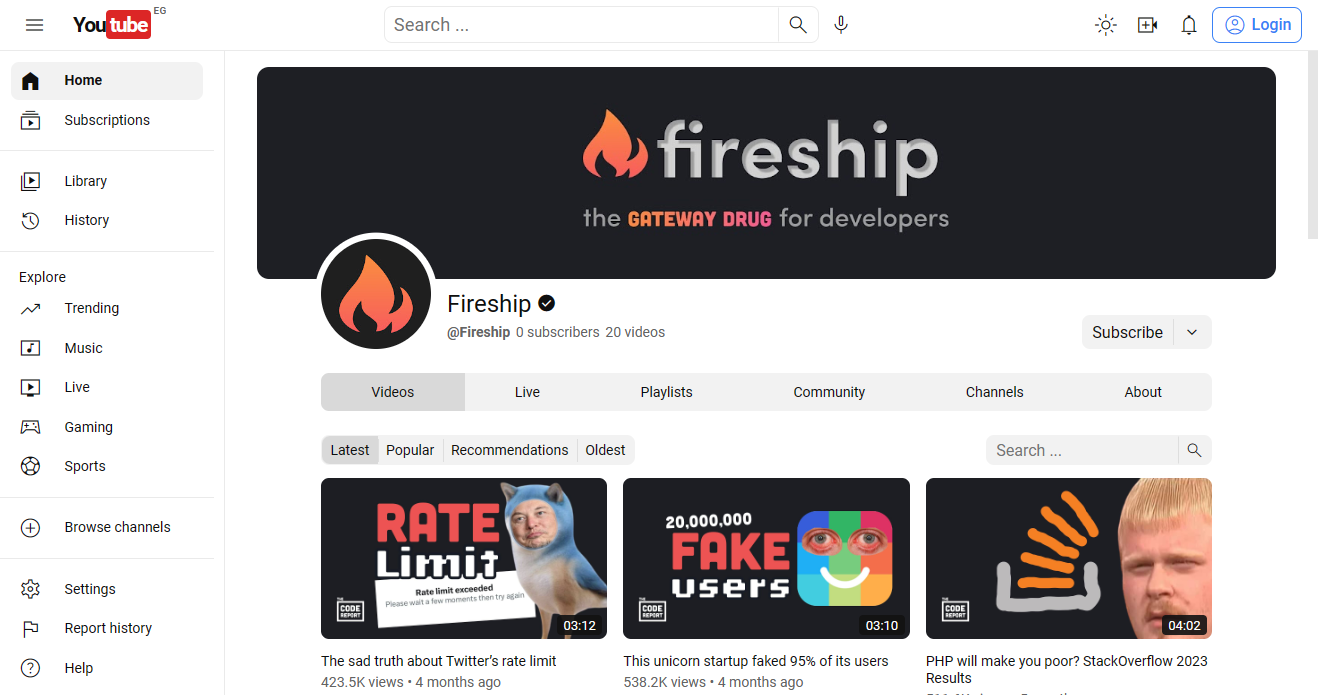 YouTube EG
Search ...
Login
Home
Subscriptions
Library
History
Explore
Trending
Music
Live
Gaming
Sports
Browse channels
Settings
Report history
Help
fireship
the GATEWAY DRUG for developers
Fireship
@Fireship 0 subscribers 20 videos
Subscribe
Videos Live Playlists Community Channels About
Latest Popular Recommendations Oldest
Search ...
RATE
Limit
Rate limit exceeded
Please wait a few moments then try again
THE
CODE
REPORT
03:12
The sad truth about Twitter’s rate limit
423.5K views • 4 months ago
20,000,000
FAKE
users
THE
CODE
REPORT
03:10
This unicorn startup faked 95% of its users
538.2K views • 4 months ago
THE
CODE
REPORT
04:02
PHP will make you poor? StackOverflow 2023
Results